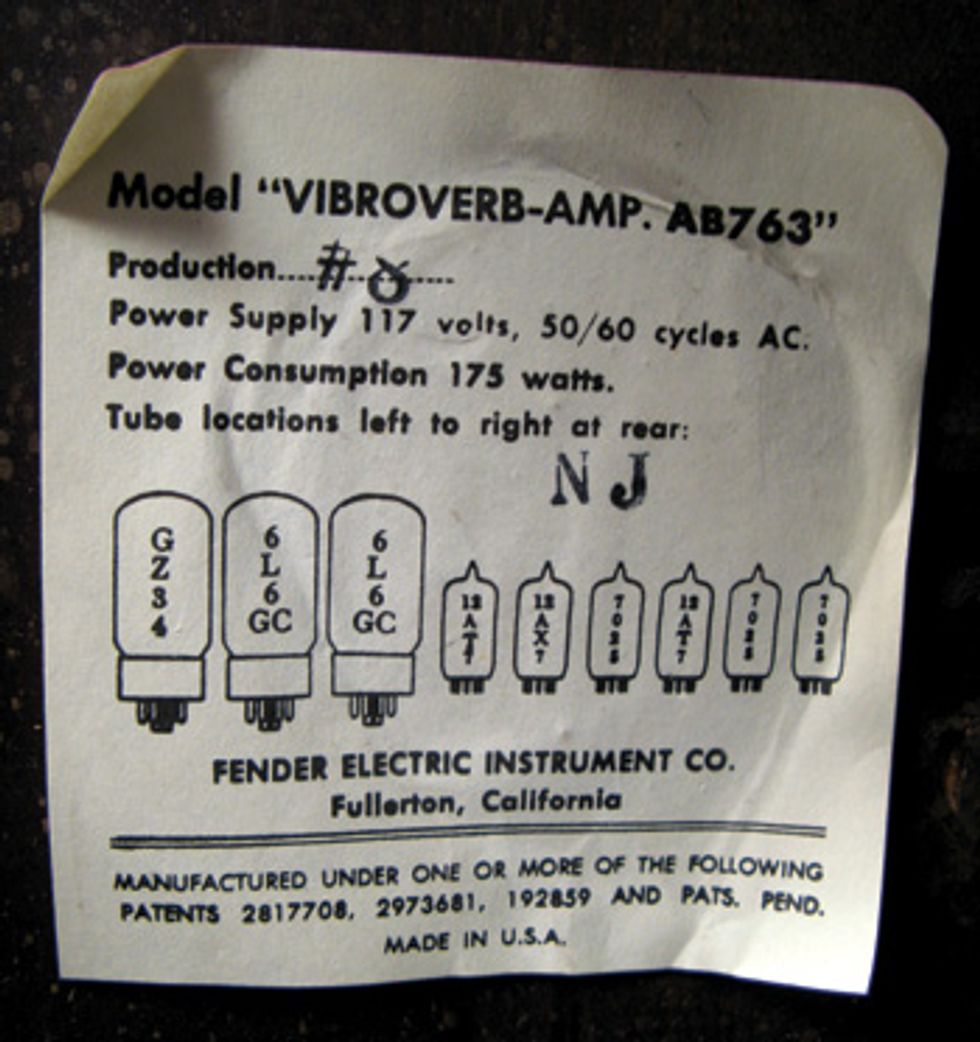 Model “VIBROVERB-AMP. AB763”
Production....#..8......
Power Supply 117 volts, 50/60 cycles AC.
Power Consumption 175 watts.
Tube locations left to right at rear:
N J
GZ34 6L6GC 6L6GC 12AT7 12AX7 7025 12AT7 7025 7025
FENDER ELECTRIC INSTRUMENT CO.
Fullerton, California
MANUFACTURED UNDER ONE OR MORE OF THE FOLLOWING
PATENTS 2817708, 2973681, 192859 AND PATS. PEND.
MADE IN U.S.A.